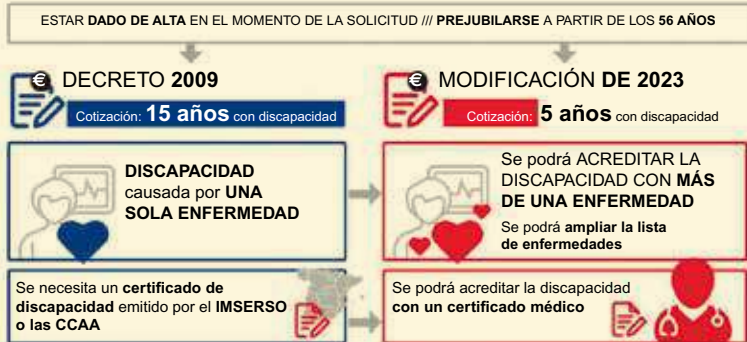 ESTAR DADO DE ALTA EN EL MOMENTO DE LA SOLICITUD /// PREJUBILARSE A PARTIR DE LOS 56 AÑOS
€ DECRETO 2009
Cotización: 15 años con discapacidad
€ MODIFICACIÓN DE 2023
Cotización: 5 años con discapacidad
DISCAPACIDAD
causada por UNA
SOLA ENFERMEDAD
Se podrá ACREDITAR LA
DISCAPACIDAD CON MÁS
DE UNA ENFERMEDAD
Se podrá ampliar la lista
de enfermedades
Se necesita un certificado de
discapacidad emitido por el IMSERSO
o las CCAA
Se podrá acreditar la discapacidad
con un certificado médico